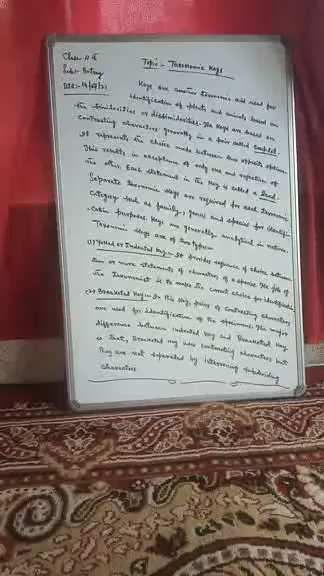 Class- 11th
Topic:- Taxonomic Keys
Sub:- Botany
Date:- 19/07/21
Keys are another taxonomic aid used for
identification of plants and animals based on
the similarities or dissimilarities. The keys are based on
contrasting characters generally in a pair called Couplet.
It represents the choice made between two opposite options.
This results in acceptance of only one and rejection of
the other. Each statement in the key is called a Lead.
Separate taxonomic keys are required for each taxonomic
category such as family, genus and species for identifi-
cation purposes. Keys are generally analytical in nature.
Taxonomic keys are of two types:-
(1) Yoked or Indented Key:- It provides sequence of choice between
two or more statements of characters of a species. The job of
the taxonomist is to make the correct choice for identification
(2) Bracketed Key:- In this key, pairs of contrasting characters
are used for identification of the specimens. The major
difference between indented key and Bracketed key
is that, Bracketed key uses contrasting characters but
they are not separated by intervening subdividing
characters.